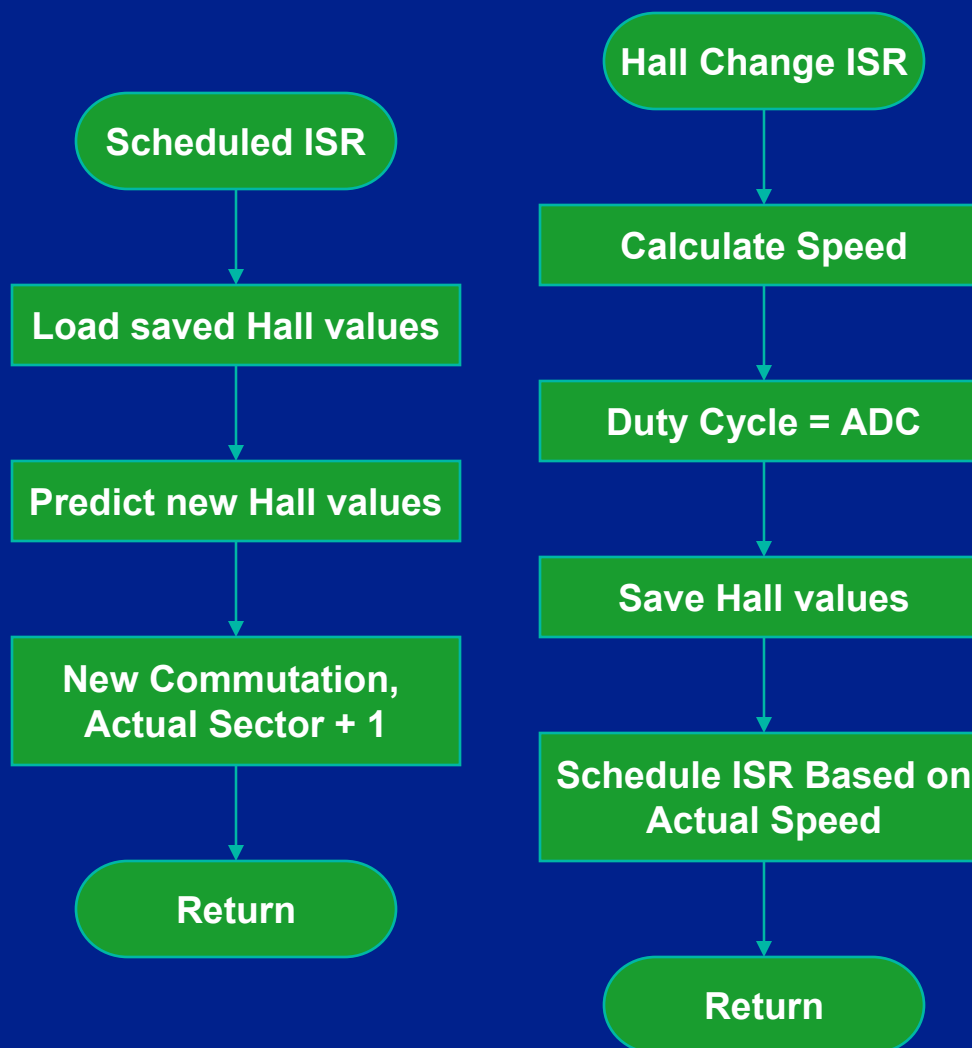 Scheduled ISR
Load saved Hall values
Predict new Hall values
New Commutation,
Actual Sector + 1
Return
Hall Change ISR
Calculate Speed
Duty Cycle = ADC
Save Hall values
Schedule ISR Based on
Actual Speed
Return